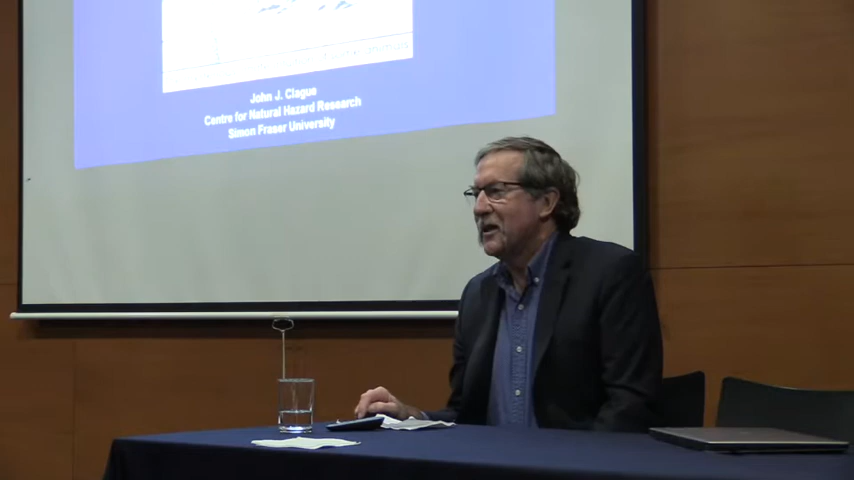 John J. Clague
Centre for Natural Hazard Research
Simon Fraser University